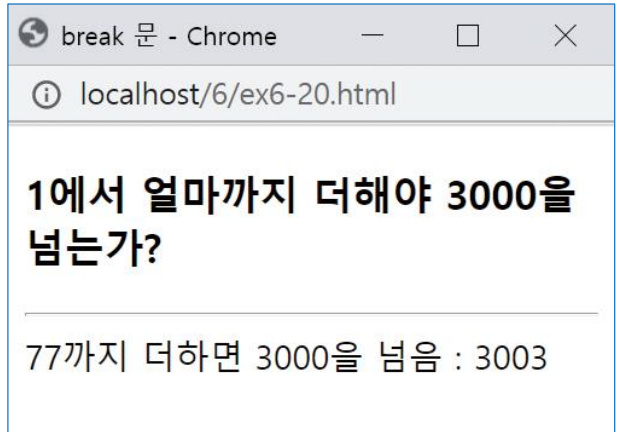 break 문 - Chrome
localhost/6/ex6-20.html
1에서 얼마까지 더해야 3000을
넘는가?
77까지 더하면 3000을 넘음 : 3003